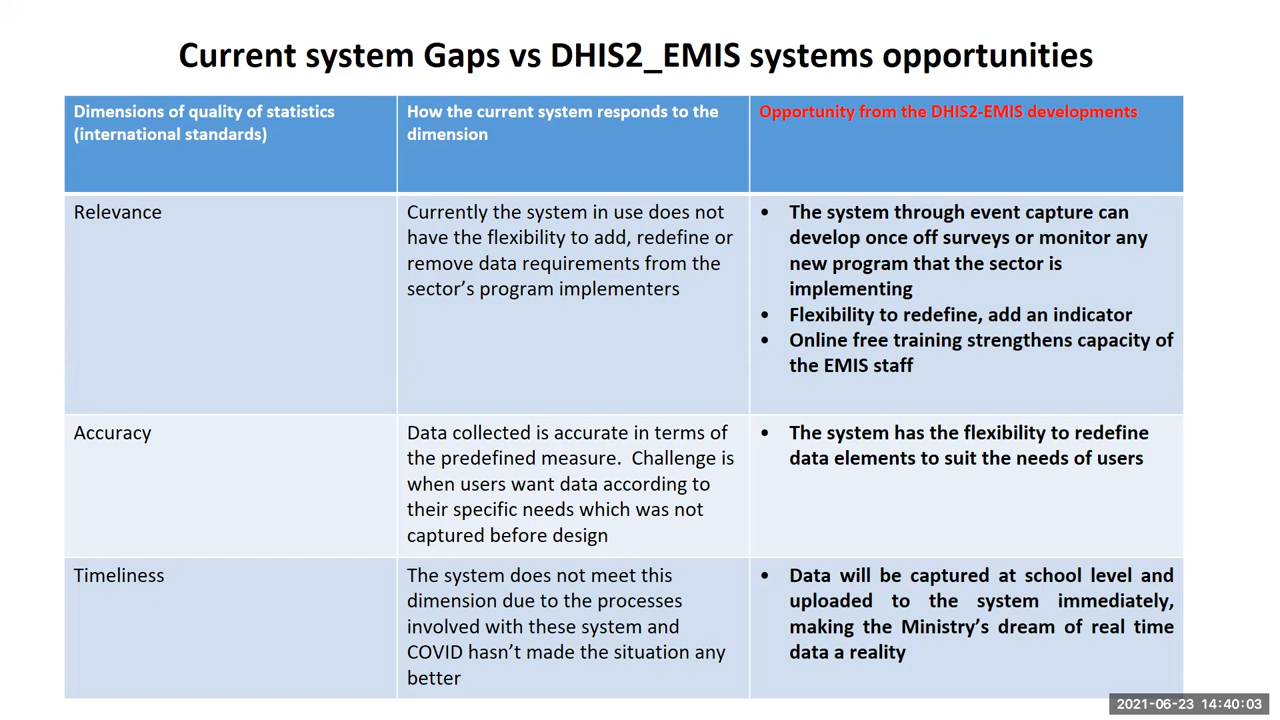 Current system Gaps vs DHIS2_EMIS systems opportunities
Dimensions of quality of statistics
(international standards)
How the current system responds to the
dimension
Opportunity from the DHIS2-EMIS developments
Relevance
Currently the system in use does not
have the flexibility to add, redefine or
remove data requirements from the
sector's program implementers
• The system through event capture can
develop once off surveys or monitor any
new program that the sector is
implementing
• Flexibility to redefine, add an indicator
• Online free training strengthens capacity of
the EMIS staff
Accuracy
Data collected is accurate in terms of
the predefined measure.  Challenge is
when users want data according to
their specific needs which was not
captured before design
• The system has the flexibility to redefine
data elements to suit the needs of users
Timeliness
The system does not meet this
dimension due to the processes
involved with these system and
COVID hasn't made the situation any
better
• Data will be captured at school level and
uploaded to the system immediately,
making the Ministry's dream of real time
data a reality
2021-06-23 14:40:03